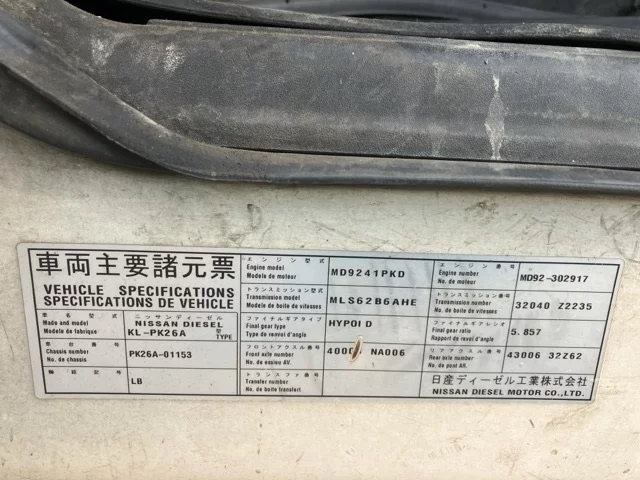 車両主要諸元票
VEHICLE SPECIFICATIONS
SPECIFICATIONS DE VEHICLE
車名
Made and model
Modele de fabrique
ニッサンディーゼル
NISSAN DIESEL
KL-PK26A 型 TYPE
車台番号
Chassis number
No. de chassis
PK26A-01153
補助記号
LB
エンジン型式
Engine model
Modele de moteur
MD9241PKD
トランスミッション型式
Transmission model
Modele de boite de vitesses
MLS62B6AHE
ファイナルギアタイプ
Final gear type
Type de renvoi d'angle
HYPOI D
フロントアクスル番号
Front axle number
No. de essieu AV.
4000 NA006
トランスファ番号
Transfer number
No. de boite transfert.
エンジン番号
Engine number
No. de moteur
MD92-302917
トランスミッション番号
Transmission number
No. de boite de vitesses
32040 Z2235
ファイナルギアレシオ
Final gear ratio
Rapport de renvoi d'angle
5.857
リアアクスル番号
Rear axle number
No. de pont AR.
43006 32Z62
日産ディーゼル工業株式会社
NISSAN DIESEL MOTOR CO.,LTD.